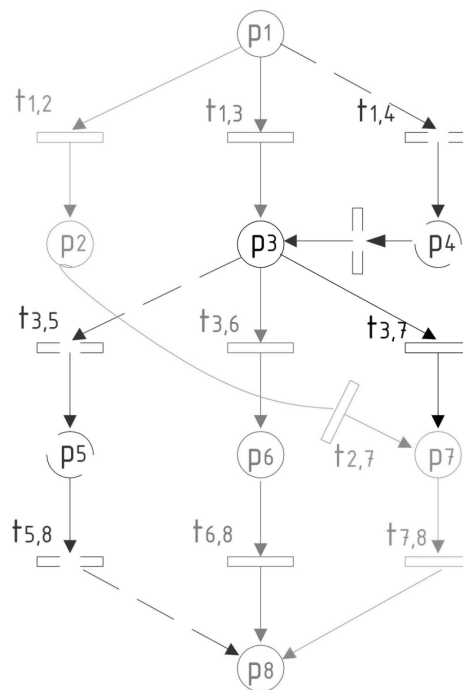 p1
t1,2
t1,3
t1,4
p2
p3
p4
t3,5
t3,6
t3,7
p5
p6
t2,7
p7
t5,8
t6,8
t7,8
p8